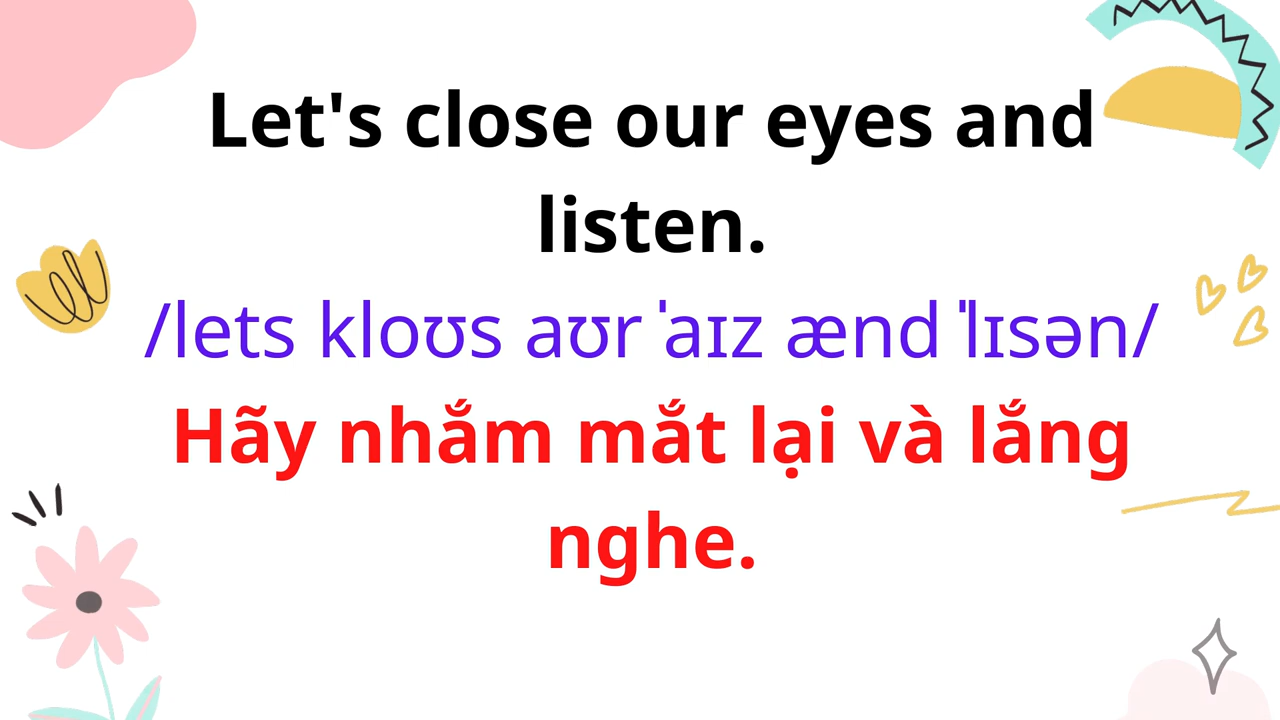 Let's close our eyes and
listen.
/lets kloʊs aʊr ˈaɪz ænd ˈlɪsən/
Hãy nhắm mắt lại và lắng
nghe.